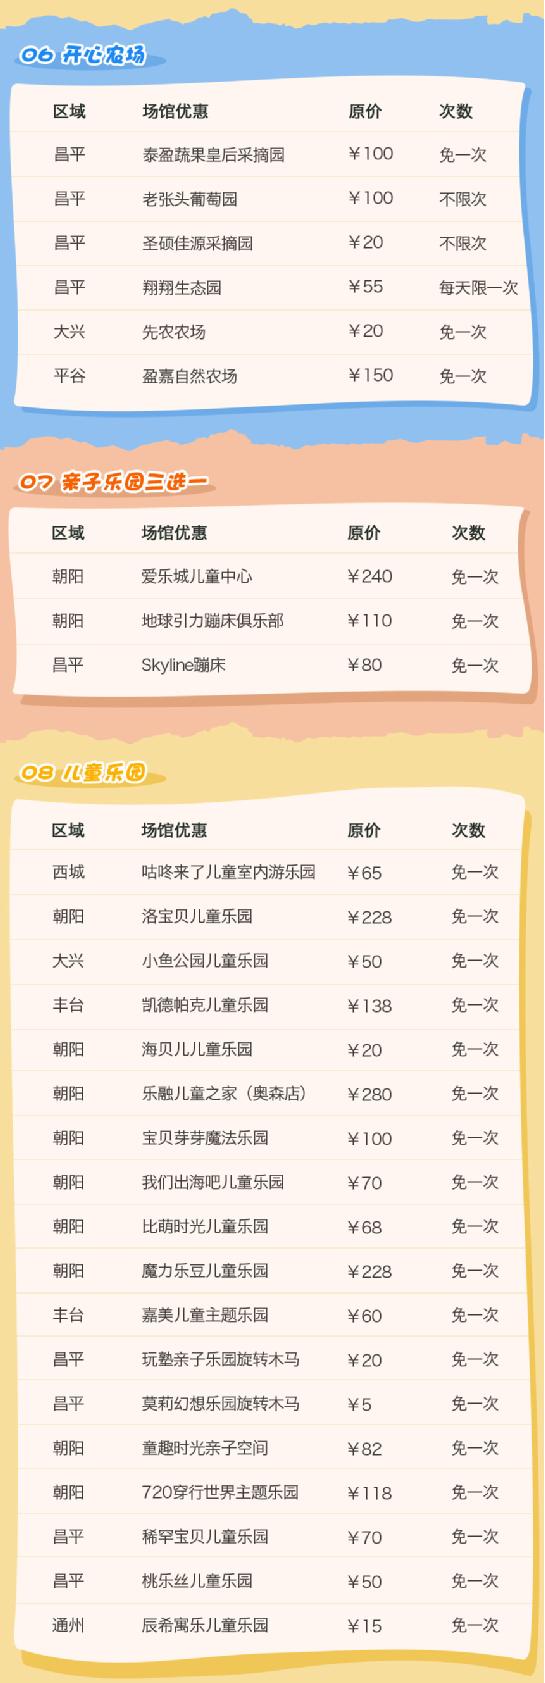 06 开心农场
区域 场馆优惠 原价 次数
昌平 泰盈蔬果皇后采摘园 ￥100 免一次
昌平 老张头葡萄园 ￥100 不限次
昌平 圣硕佳源采摘园 ￥20 不限次
昌平 翔翔生态园 ￥55 每天限一次
大兴 先农农场 ￥20 免一次
平谷 盈嘉自然农场 ￥150 免一次
07 亲子乐园三选一
区域 场馆优惠 原价 次数
朝阳 爱乐城儿童中心 ￥240 免一次
朝阳 地球引力蹦床俱乐部 ￥110 免一次
昌平 Skyline蹦床 ￥80 免一次
08 儿童乐园
区域 场馆优惠 原价 次数
西城 咕咚来了儿童室内游乐园 ￥65 免一次
朝阳 洛宝贝儿童乐园 ￥228 免一次
大兴 小鱼公园儿童乐园 ￥50 免一次
丰台 凯德帕克儿童乐园 ￥138 免一次
朝阳 海贝儿儿童乐园 ￥20 免一次
朝阳 乐融儿童之家（奥森店） ￥280 免一次
朝阳 宝贝芽芽魔法乐园 ￥100 免一次
朝阳 我们出海吧儿童乐园 ￥70 免一次
朝阳 比萌时光儿童乐园 ￥68 免一次
朝阳 魔力乐豆儿童乐园 ￥228 免一次
丰台 嘉美儿童主题乐园 ￥60 免一次
昌平 玩塾亲子乐园旋转木马 ￥20 免一次
昌平 莫莉幻想乐园旋转木马 ￥5 免一次
朝阳 童趣时光亲子空间 ￥82 免一次
朝阳 720穿行世界主题乐园 ￥118 免一次
昌平 稀罕宝贝儿童乐园 ￥70 免一次
昌平 桃乐丝儿童乐园 ￥50 免一次
通州 辰希寓乐儿童乐园 ￥15 免一次